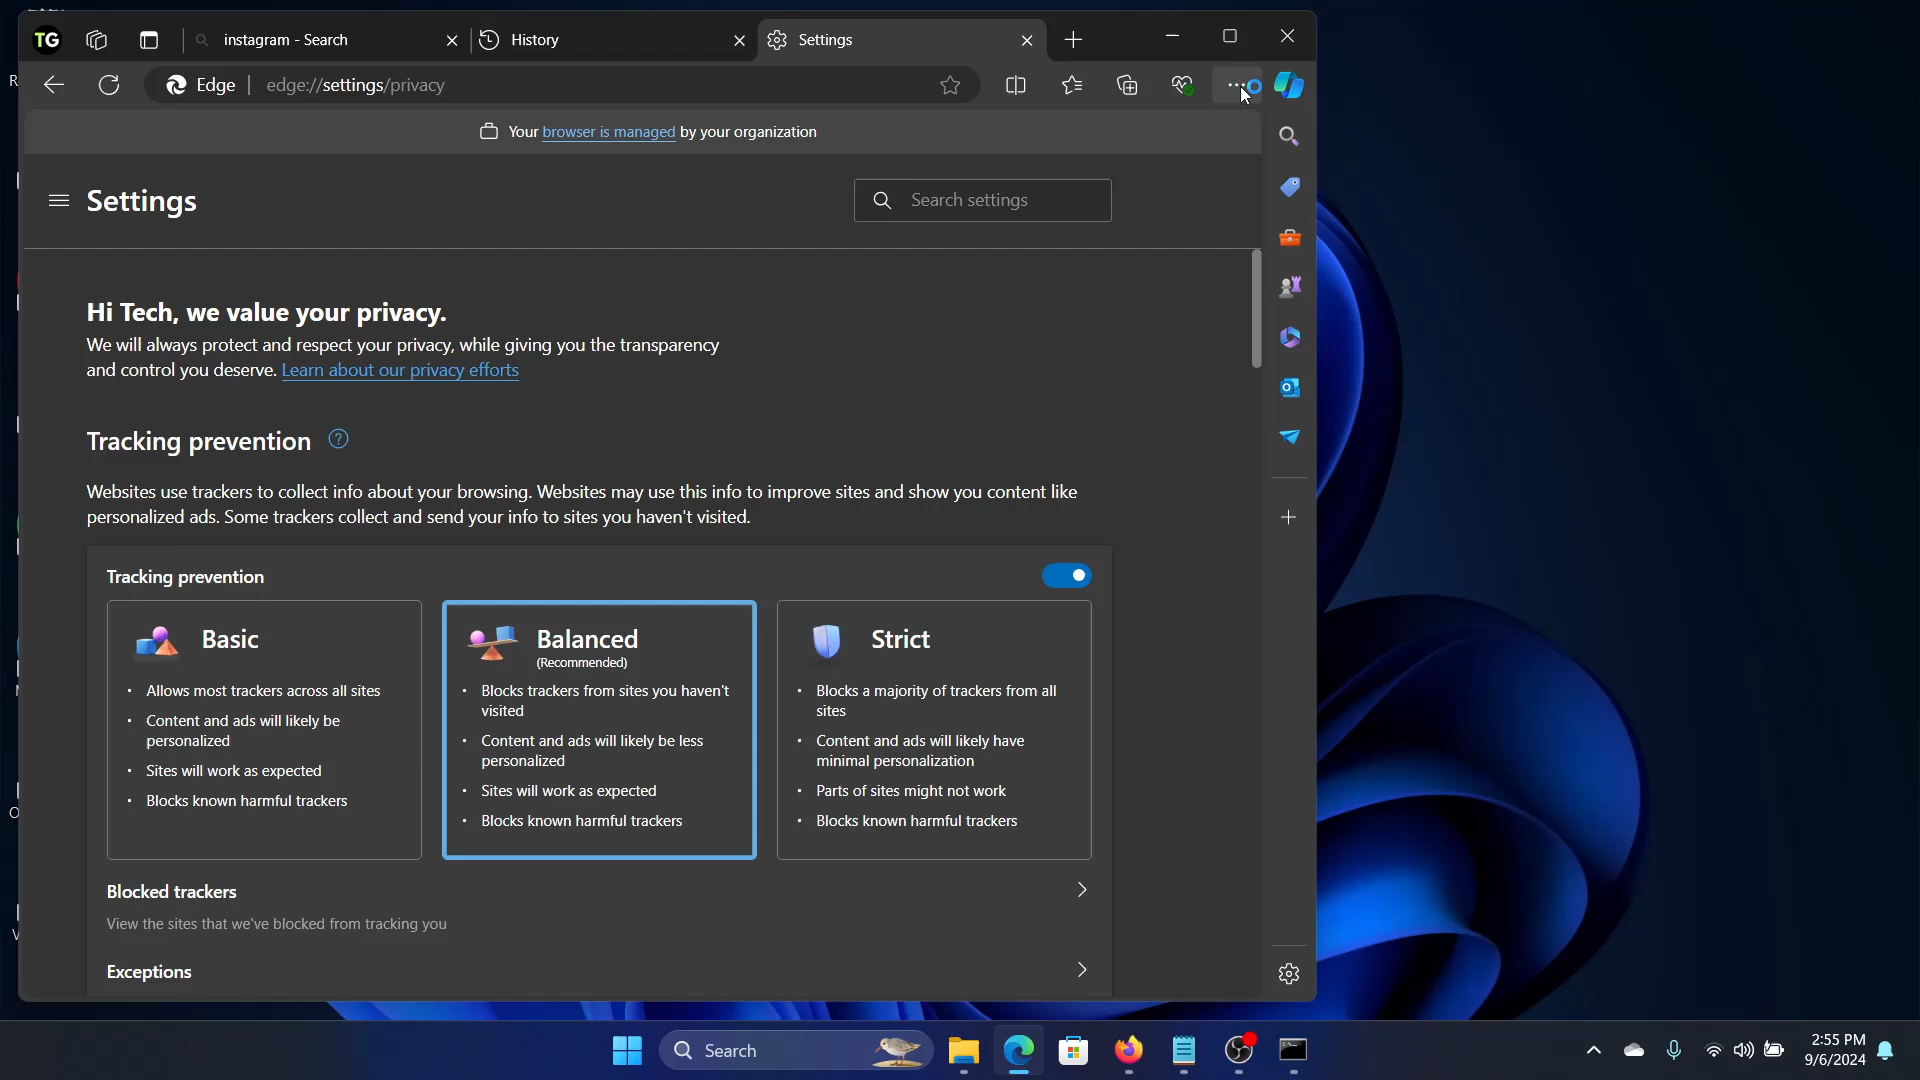 TG
instagram - Search
History
Settings
Edge
edge://settings/privacy
Your browser is managed by your organization
Settings
Search settings
Hi Tech, we value your privacy.
We will always protect and respect your privacy, while giving you the transparency
and control you deserve. Learn about our privacy efforts
Tracking prevention
Websites use trackers to collect info about your browsing. Websites may use this info to improve sites and show you content like
personalized ads. Some trackers collect and send your info to sites you haven't visited.
Tracking prevention
Basic
• Allows most trackers across all sites
• Content and ads will likely be
personalized
• Sites will work as expected
• Blocks known harmful trackers
Balanced
(Recommended)
• Blocks trackers from sites you haven't
visited
• Content and ads will likely be less
personalized
• Sites will work as expected
• Blocks known harmful trackers
Strict
• Blocks a majority of trackers from all
sites
• Content and ads will likely have
minimal personalization
• Parts of sites might not work
• Blocks known harmful trackers
Blocked trackers
View the sites that we've blocked from tracking you
Exceptions
Search
2:55 PM
9/6/2024